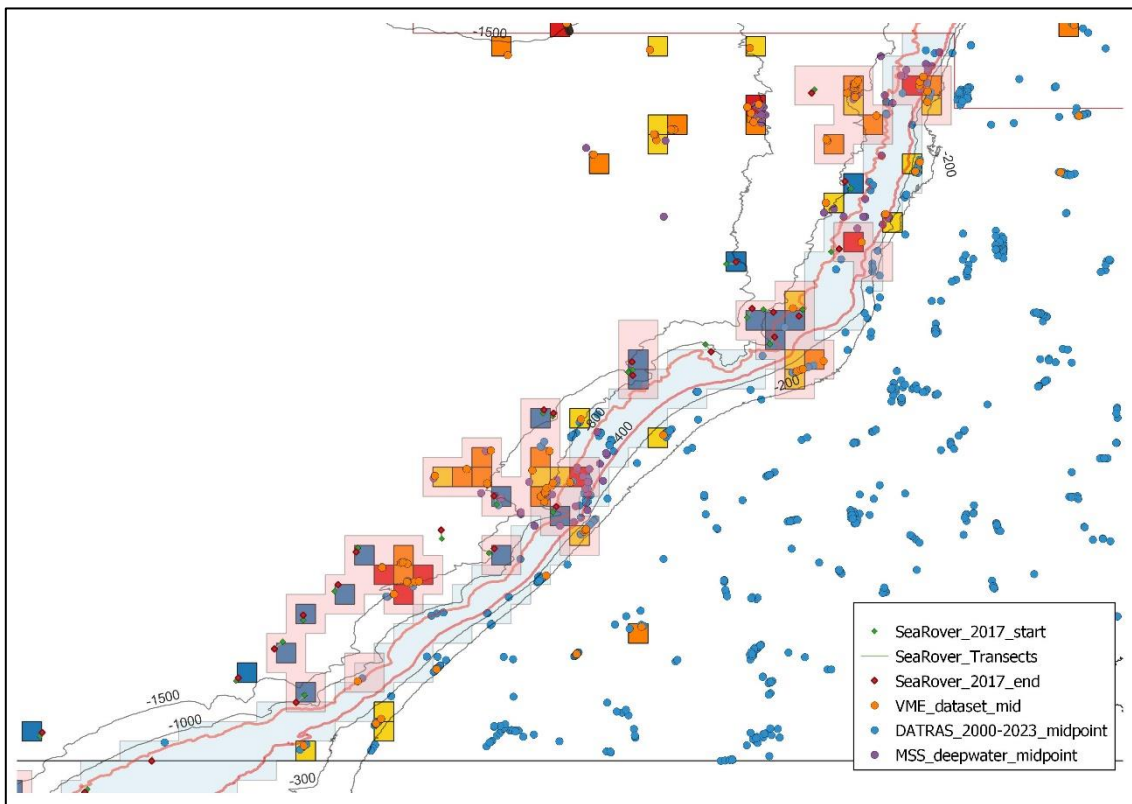 -1500
-200
-200
-800
-400
-1500
-1000
-300
SeaRover_2017_start
SeaRover_Transects
SeaRover_2017_end
VME_dataset_mid
DATRAS_2000-2023_midpoint
MSS_deepwater_midpoint